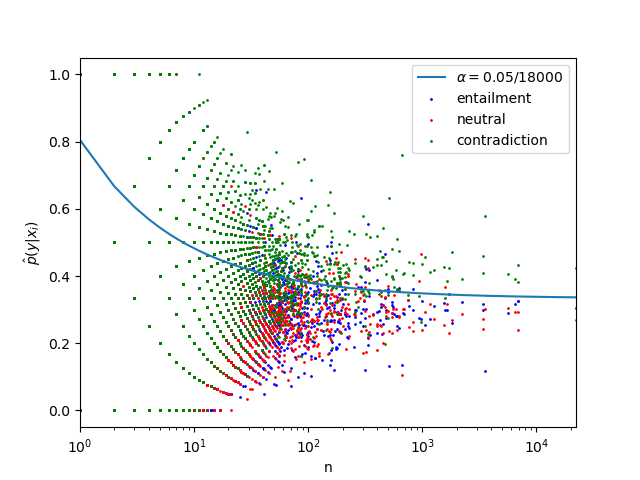 α = 0.05/18000
entailment
neutral
contradiction
1.0
0.8
0.6
0.4
0.2
0.0
p̂(y|xᵢ)
10⁰
10¹
10²
10³
10⁴
n